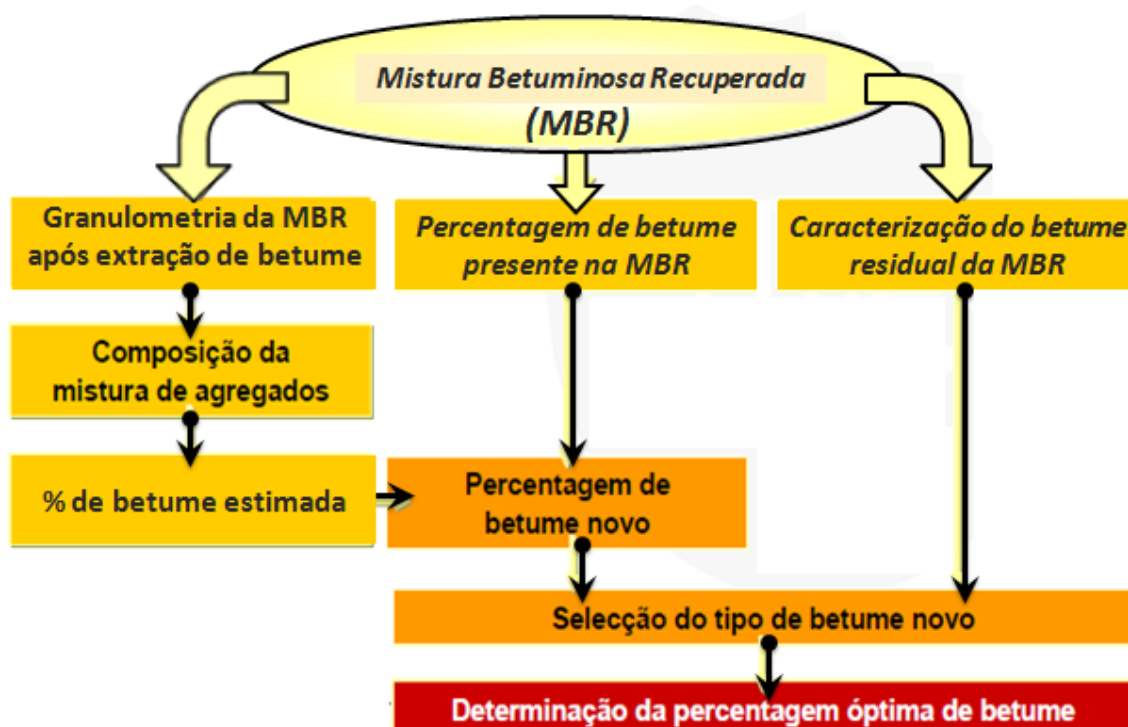 Mistura Betuminosa Recuperada
(MBR)
Granulometria da MBR
após extração de betume
Percentagem de betume
presente na MBR
Caracterização do betume
residual da MBR
Composição da
mistura de agregados
% de betume estimada
Percentagem de
betume novo
Selecção do tipo de betume novo
Determinação da percentagem óptima de betume